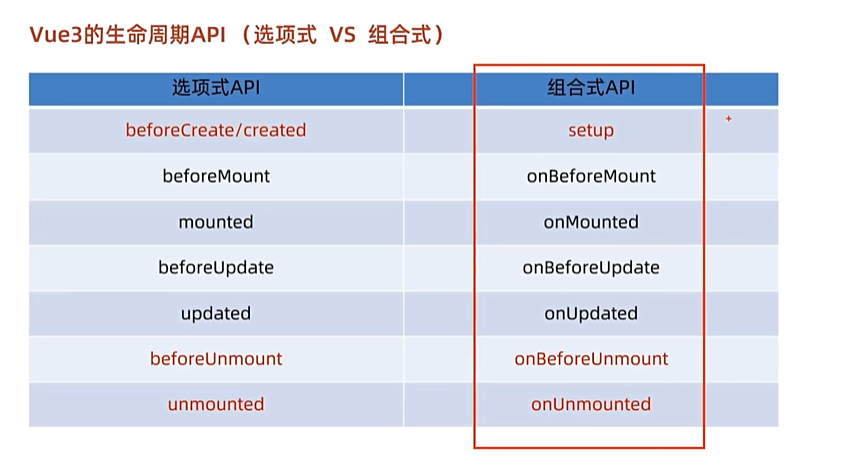 Vue3的生命周期API （选项式 VS 组合式）
选项式API 组合式API
beforeCreate/created setup
beforeMount onBeforeMount
mounted onMounted
beforeUpdate onBeforeUpdate
updated onUpdated
beforeUnmount onBeforeUnmount
unmounted onUnmounted